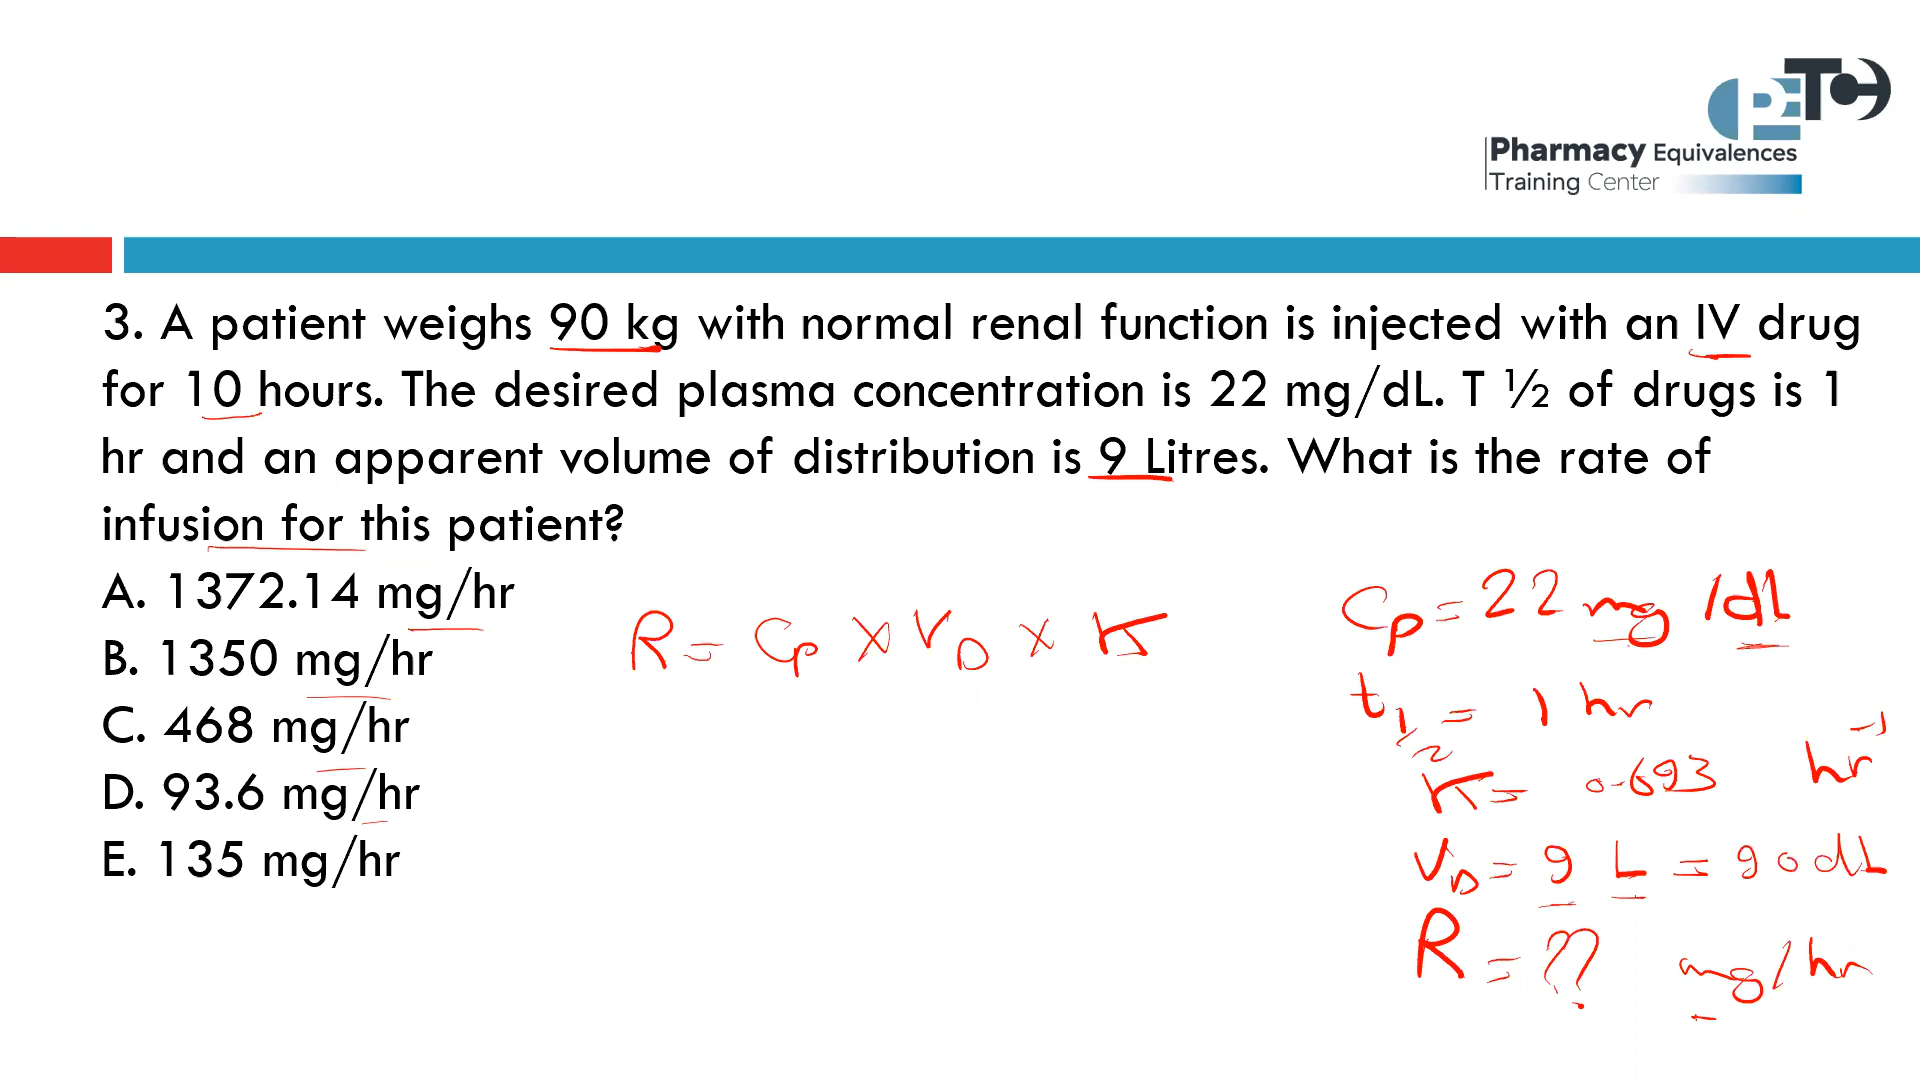 PETC
Pharmacy Equivalences
Training Center
3. A patient weighs 90 kg with normal renal function is injected with an IV drug
for 10 hours. The desired plasma concentration is 22 mg/dL. T ½ of drugs is 1
hr and an apparent volume of distribution is 9 Litres. What is the rate of
infusion for this patient?
A. 1372.14 mg/hr
B. 1350 mg/hr
C. 468 mg/hr
D. 93.6 mg/hr
E. 135 mg/hr
R = Cp x VD x K
Cp = 22 mg /dL
t1/2 = 1 hr
K = 0.693 hr-1
VD = 9 L = 90 dL
R = ?? mg/hr